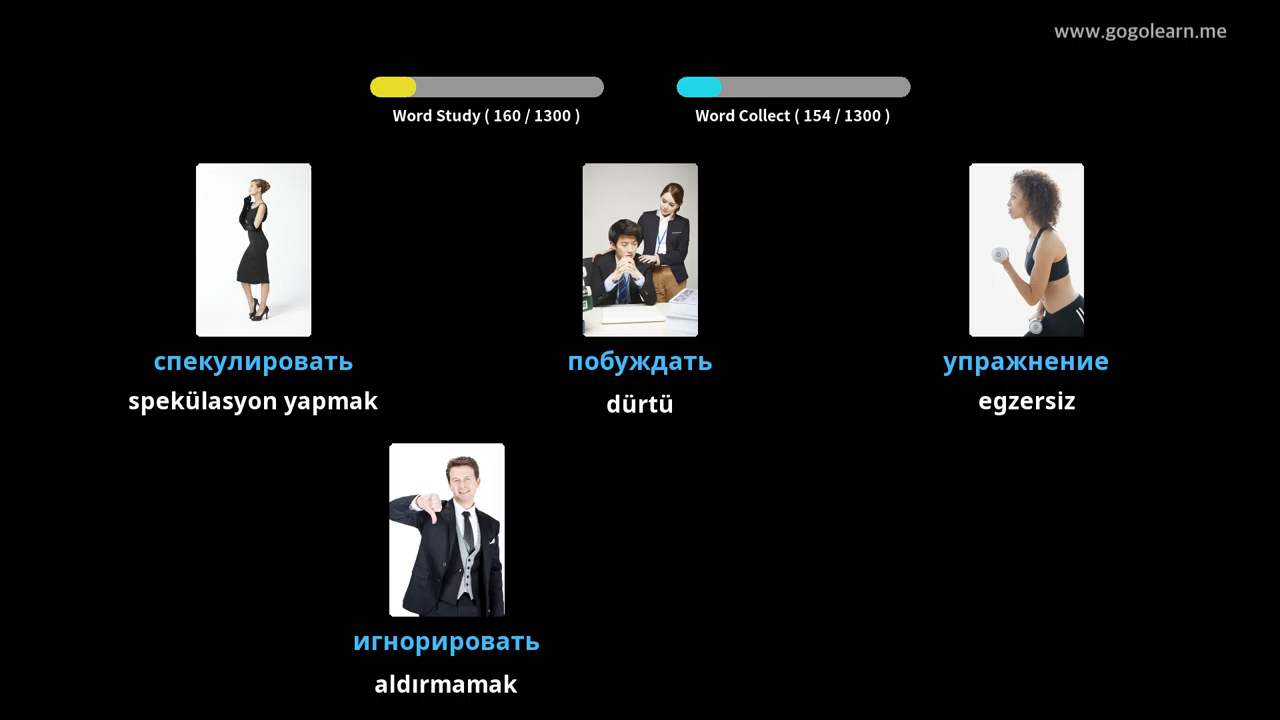 www.gogolearn.me
Word Study ( 160 / 1300 )
Word Collect ( 154 / 1300 )
спекулировать
spekülasyon yapmak
побуждать
dürtü
упражнение
egzersiz
игнорировать
aldırmamak